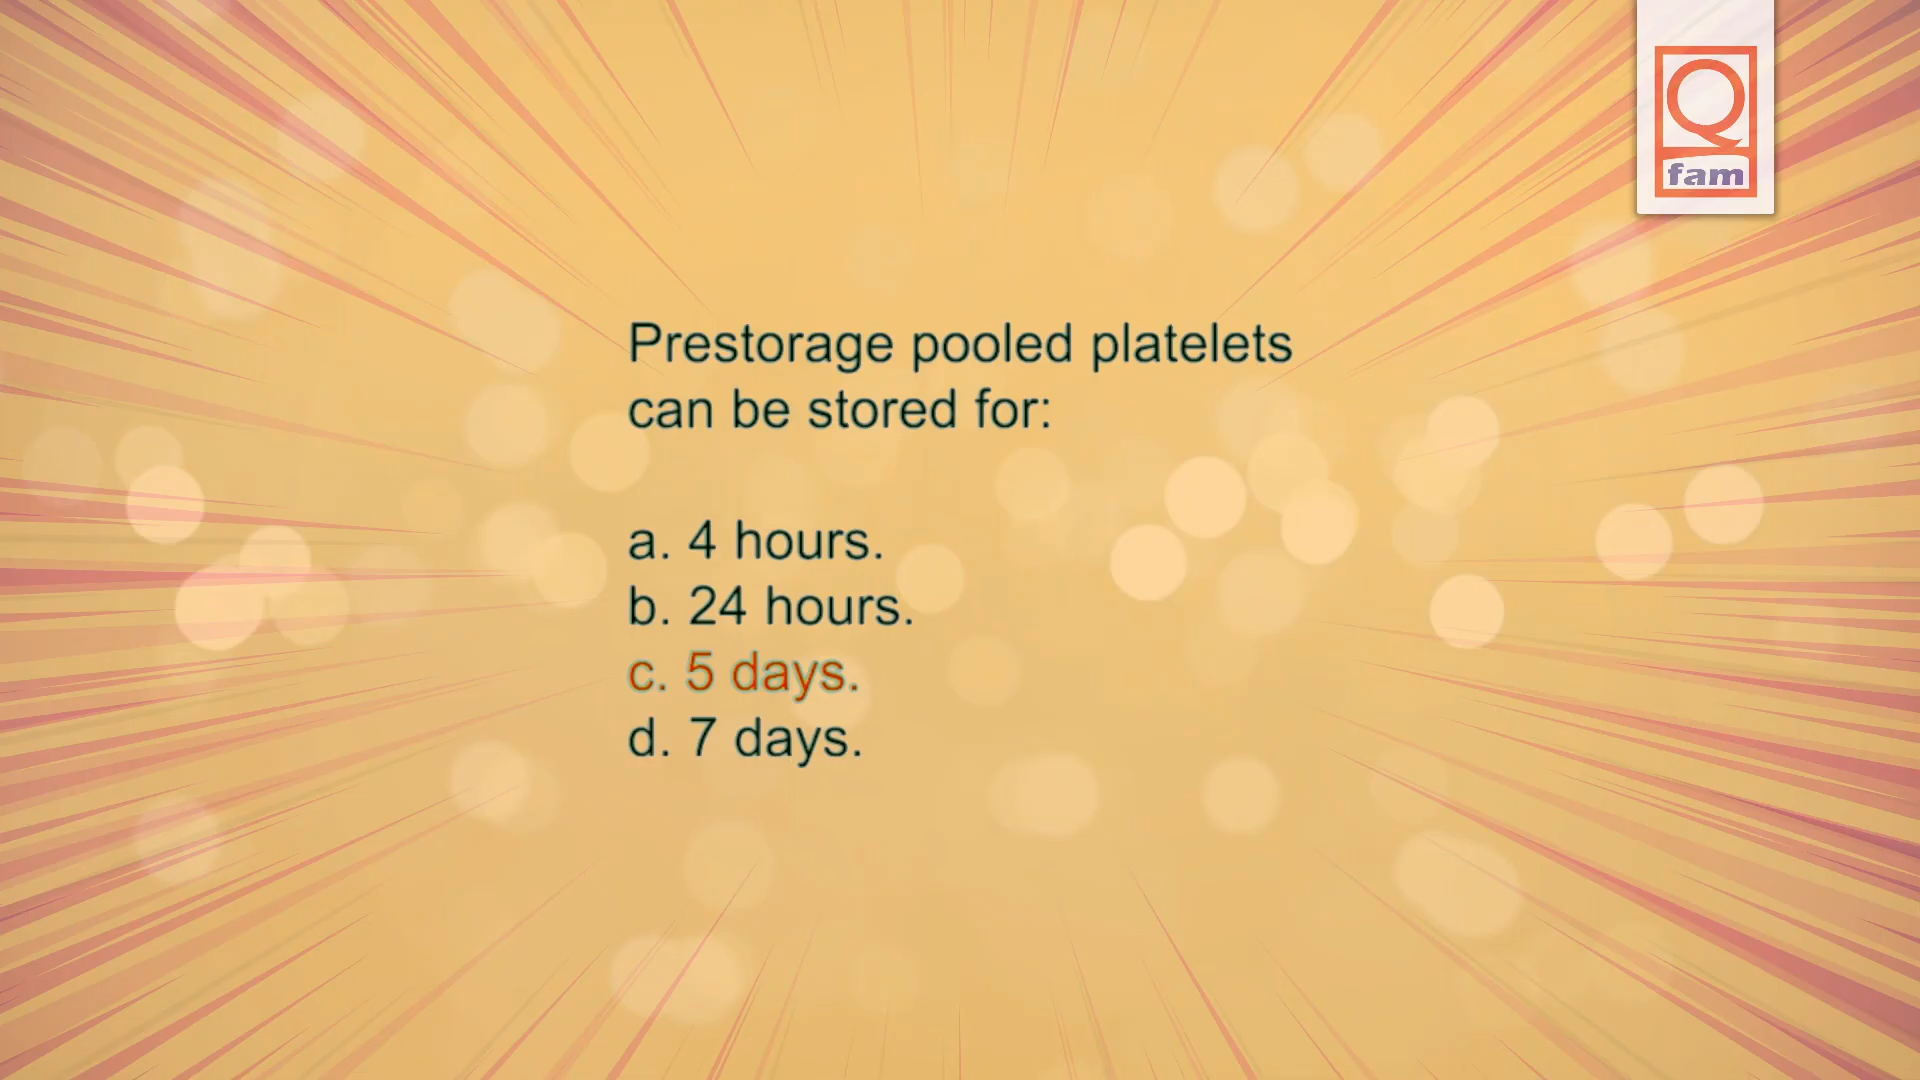 Q
fam
Prestorage pooled platelets
can be stored for:
a. 4 hours.
b. 24 hours.
c. 5 days.
d. 7 days.